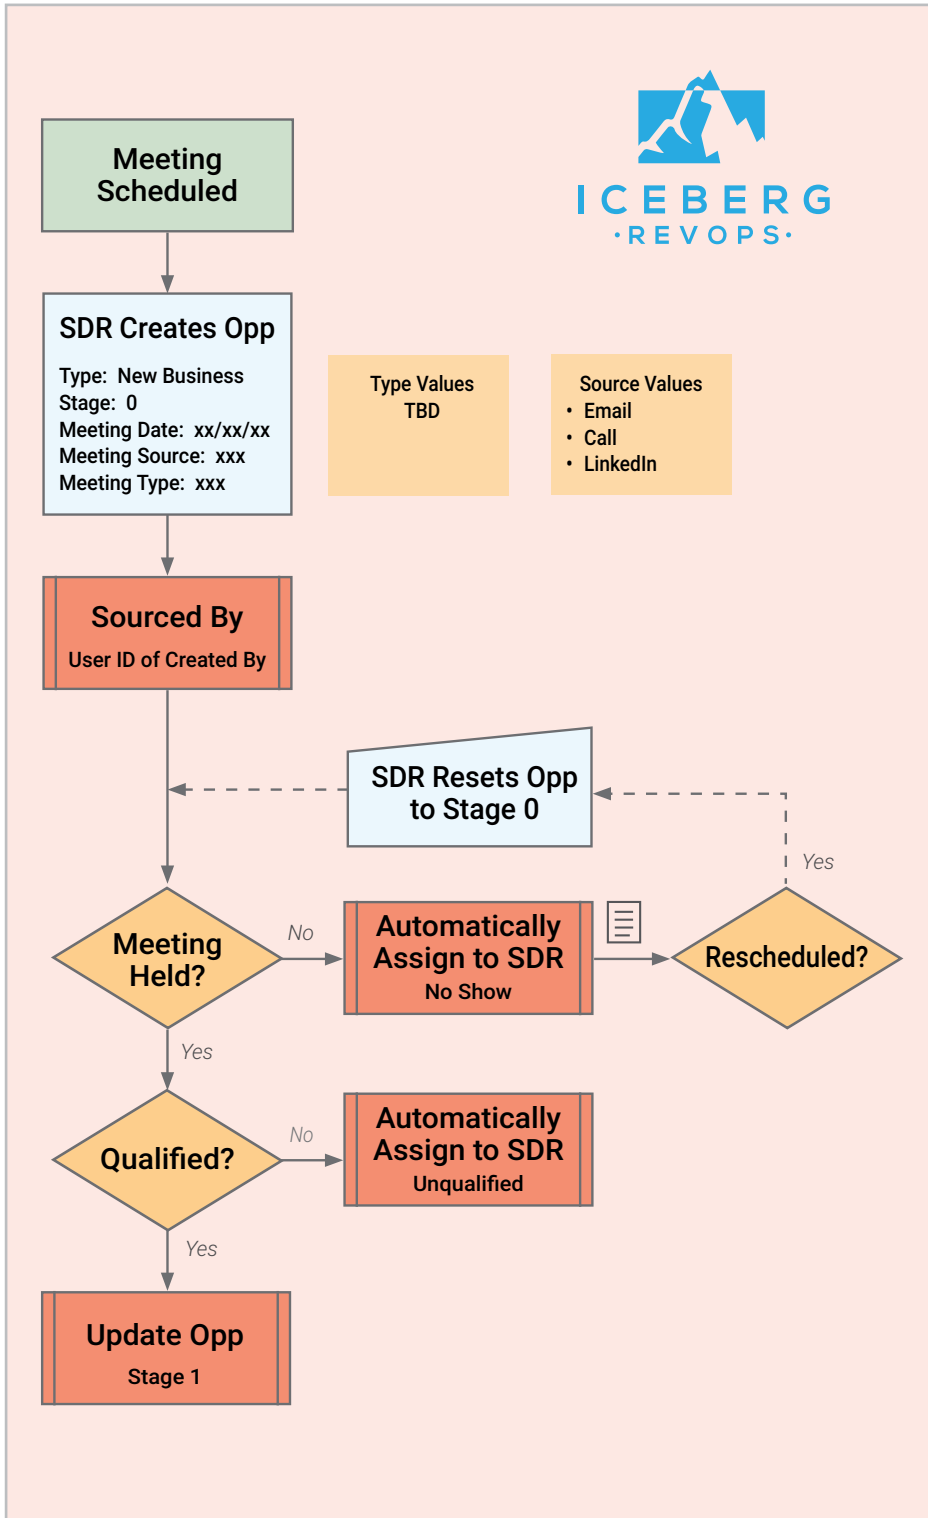 ICEBERG
·REVOPS·
Meeting
Scheduled
SDR Creates Opp
Type: New Business
Stage: 0
Meeting Date: xx/xx/xx
Meeting Source: xxx
Meeting Type: xxx
Type Values
TBD
Source Values
• Email
• Call
• LinkedIn
Sourced By
User ID of Created By
SDR Resets Opp
to Stage 0
Yes
Meeting
Held?
No
Automatically
Assign to SDR
No Show
Rescheduled?
Yes
Qualified?
No
Automatically
Assign to SDR
Unqualified
Yes
Update Opp
Stage 1